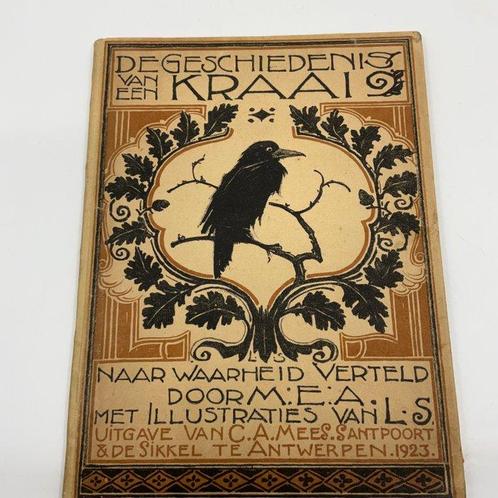 DE GESCHIEDENIS
VAN EEN KRAAI
L S
NAAR WAARHEID VERTELD
DOOR M. E. A.
MET ILLUSTRATIES VAN L. S.
UITGAVE VAN C. A. MEES. SANTPOORT
& DE SIKKEL TE ANTWERPEN. 1923.